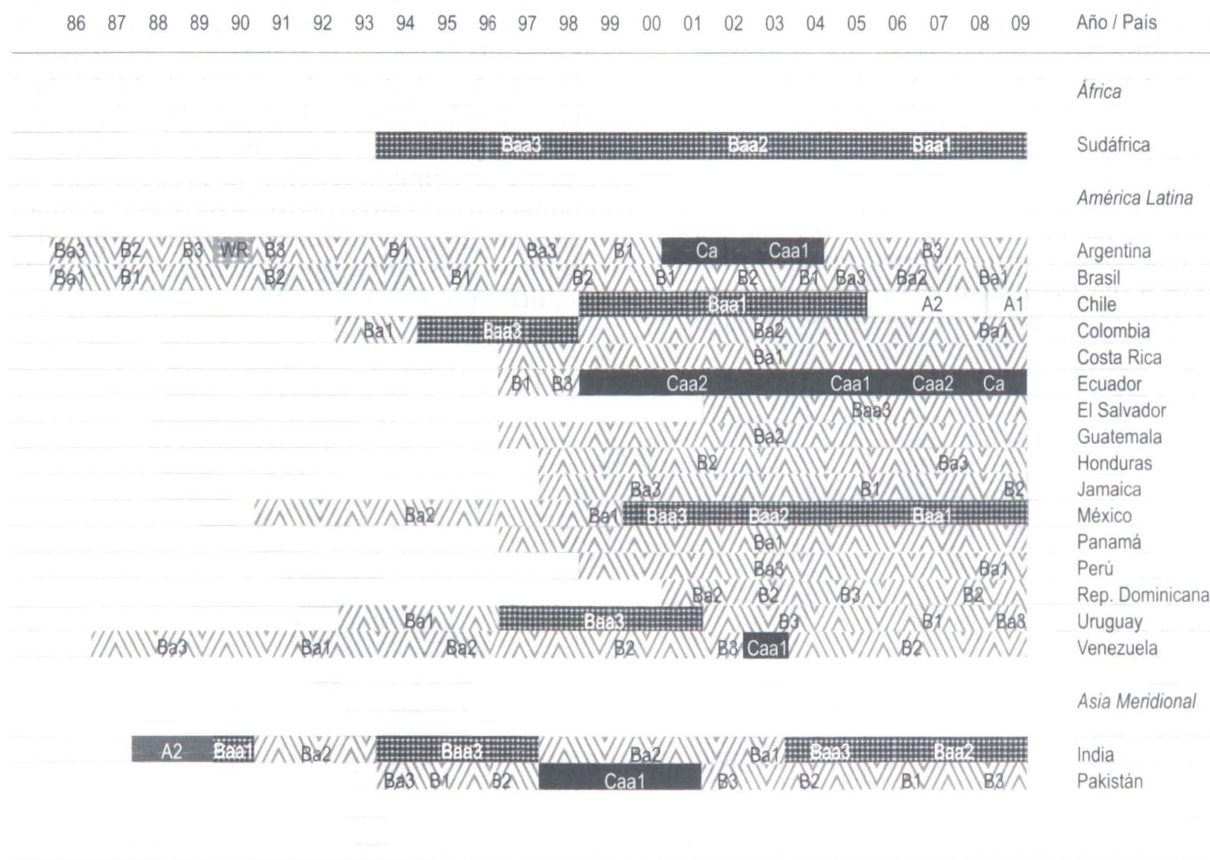 86 87 88 89 90 91 92 93 94 95 96 97 98 99 00 01 02 03 04 05 06 07 08 09 Año / País
África
Baa3 Baa2 Baa1 Sudáfrica
América Latina
Ba3 B2 B3 WR B3 B1 Ba3 B1 Ca Caa1 B3 Argentina
Ba1 B1 B2 B1 B2 B1 B2 B1 Ba3 Ba2 Ba1 Brasil
Baa1 A2 A1 Chile
Ba1 Baa3 Ba2 Ba1 Colombia
Ba1 Costa Rica
B1 B3 Caa2 Caa1 Caa2 Ca Ecuador
Baa3 El Salvador
Ba2 Guatemala
B2 Ba3 Honduras
Ba3 B1 B2 Jamaica
Ba2 Ba1 Baa3 Baa2 Baa1 México
Ba1 Panamá
Ba3 Ba1 Perú
Ba2 B2 B3 B2 Rep. Dominicana
Ba1 Baa3 B3 B1 Ba3 Uruguay
Ba3 Ba1 Ba2 B2 B3 Caa1 B2 Venezuela
Asia Meridional
A2 Baa1 Ba2 Baa3 Ba2 Ba1 Baa3 Baa2 India
Ba3 B1 B2 Caa1 B3 B2 B1 B3 Pakistán